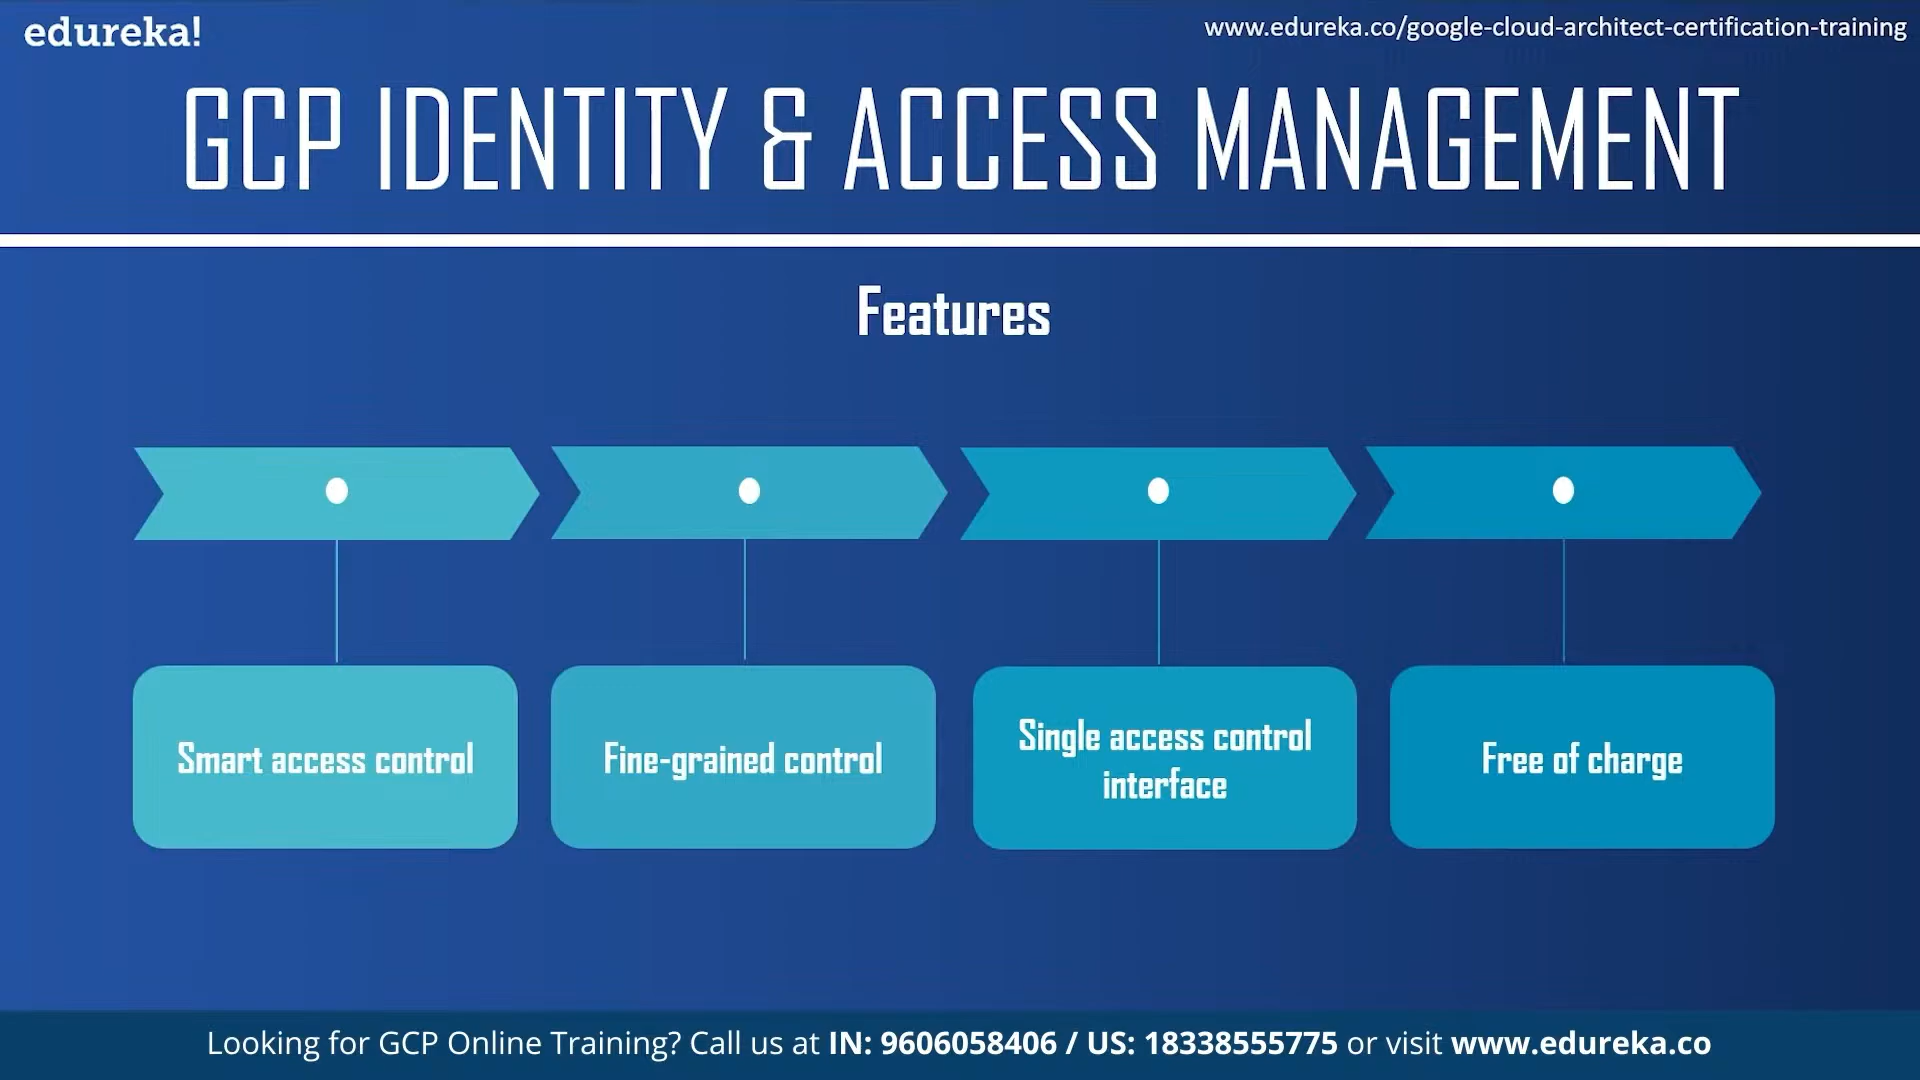 edureka!
www.edureka.co/google-cloud-architect-certification-training
GCP IDENTITY & ACCESS MANAGEMENT
Features
Smart access control
Fine-grained control
Single access control
interface
Free of charge
Looking for GCP Online Training? Call us at IN: 9606058406 / US: 18338555775 or visit www.edureka.co